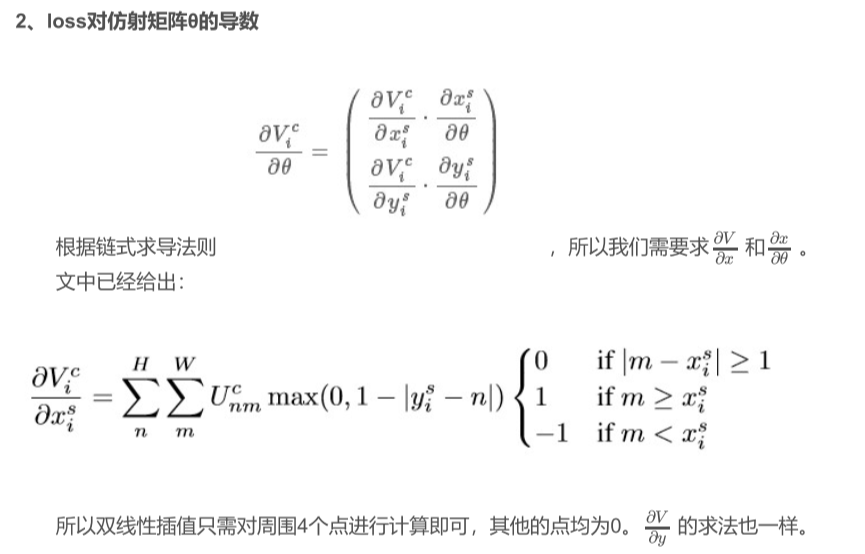 2、loss对仿射矩阵θ的导数
$$\frac{\partial V_i^c}{\partial \theta} = \begin{pmatrix} \frac{\partial V_i^c}{\partial x_i^s} \cdot \frac{\partial x_i^s}{\partial \theta} \\ \frac{\partial V_i^c}{\partial y_i^s} \cdot \frac{\partial y_i^s}{\partial \theta} \end{pmatrix}$$
根据链式求导法则 ，所以我们需要求$\frac{\partial V}{\partial x}$ 和$\frac{\partial x}{\partial \theta}$ 。
文中已经给出：
$$\frac{\partial V_i^c}{\partial x_i^s} = \sum_n^H \sum_m^W U_{nm}^c \max(0, 1 - |y_i^s - n|) \begin{cases} 0 & \text{if } |m - x_i^s| \geq 1 \\ 1 & \text{if } m \geq x_i^s \\ -1 & \text{if } m < x_i^s \end{cases}$$
所以双线性插值只需对周围4个点进行计算即可，其他的点均为0。$\frac{\partial V}{\partial y}$ 的求法也一样。